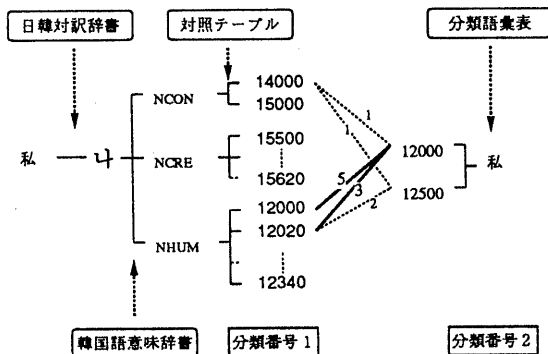 日韓対訳辞書
対照テーブル
分類語彙表
14000
NCON
15000
1
1
15500
私
나
NCRE
12000
私
15620
5
3
12500
12000
2
12020
NHUM
12340
韓国語意味辞書
分類番号1
分類番号2